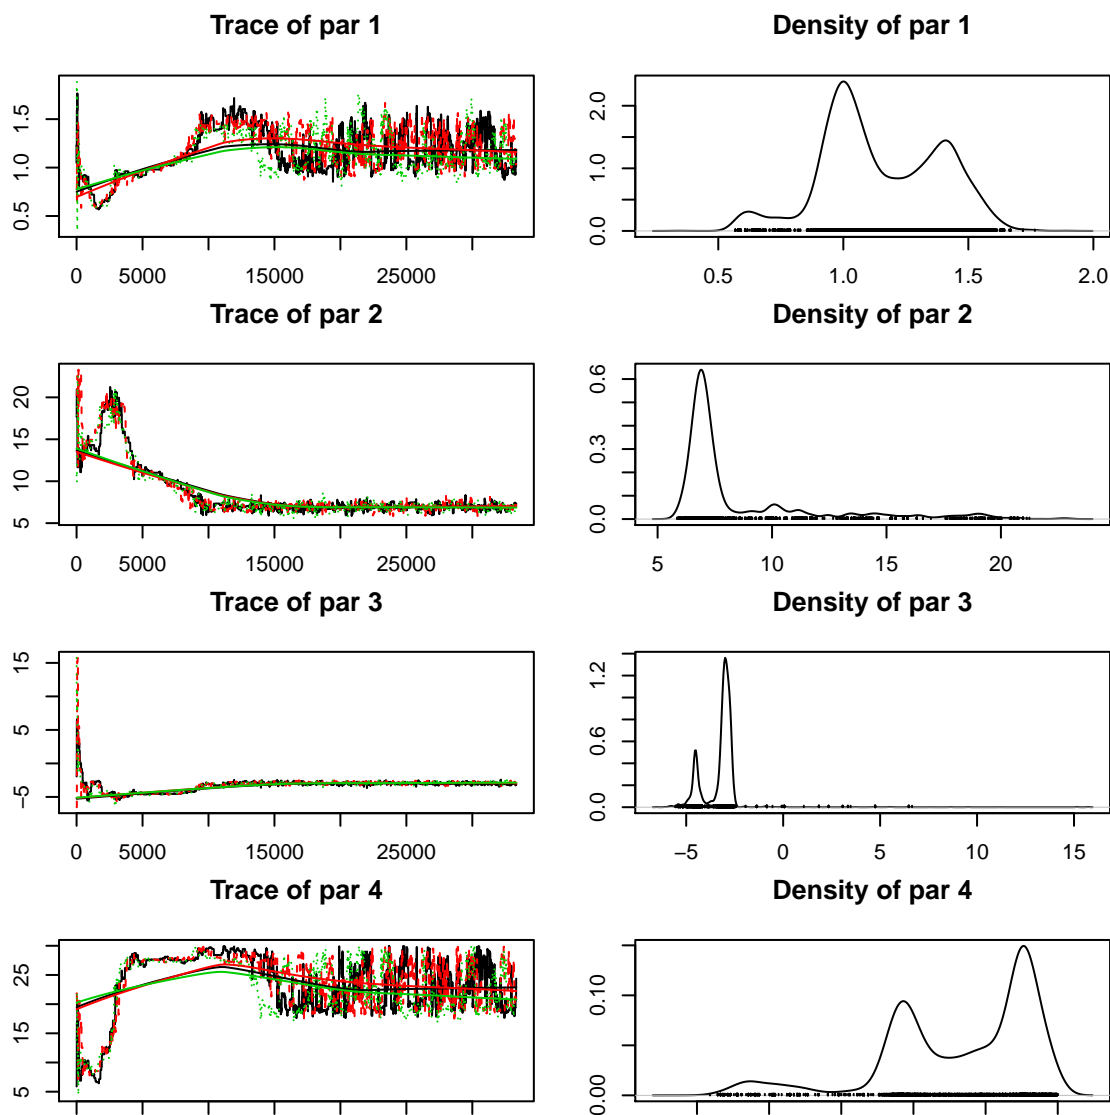 Trace of par 1
Density of par 1
0.5 1.0 1.5
0 5000 15000 25000
0.0 1.0 2.0
0.5 1.0 1.5 2.0
Trace of par 2
Density of par 2
5 10 15 20
0 5000 15000 25000
0.0 0.3 0.6
5 10 15 20
Trace of par 3
Density of par 3
−5 5 15
0 5000 15000 25000
0.0 0.6 1.2
−5 0 5 10 15
Trace of par 4
Density of par 4
5 15 25
0.00 0.10